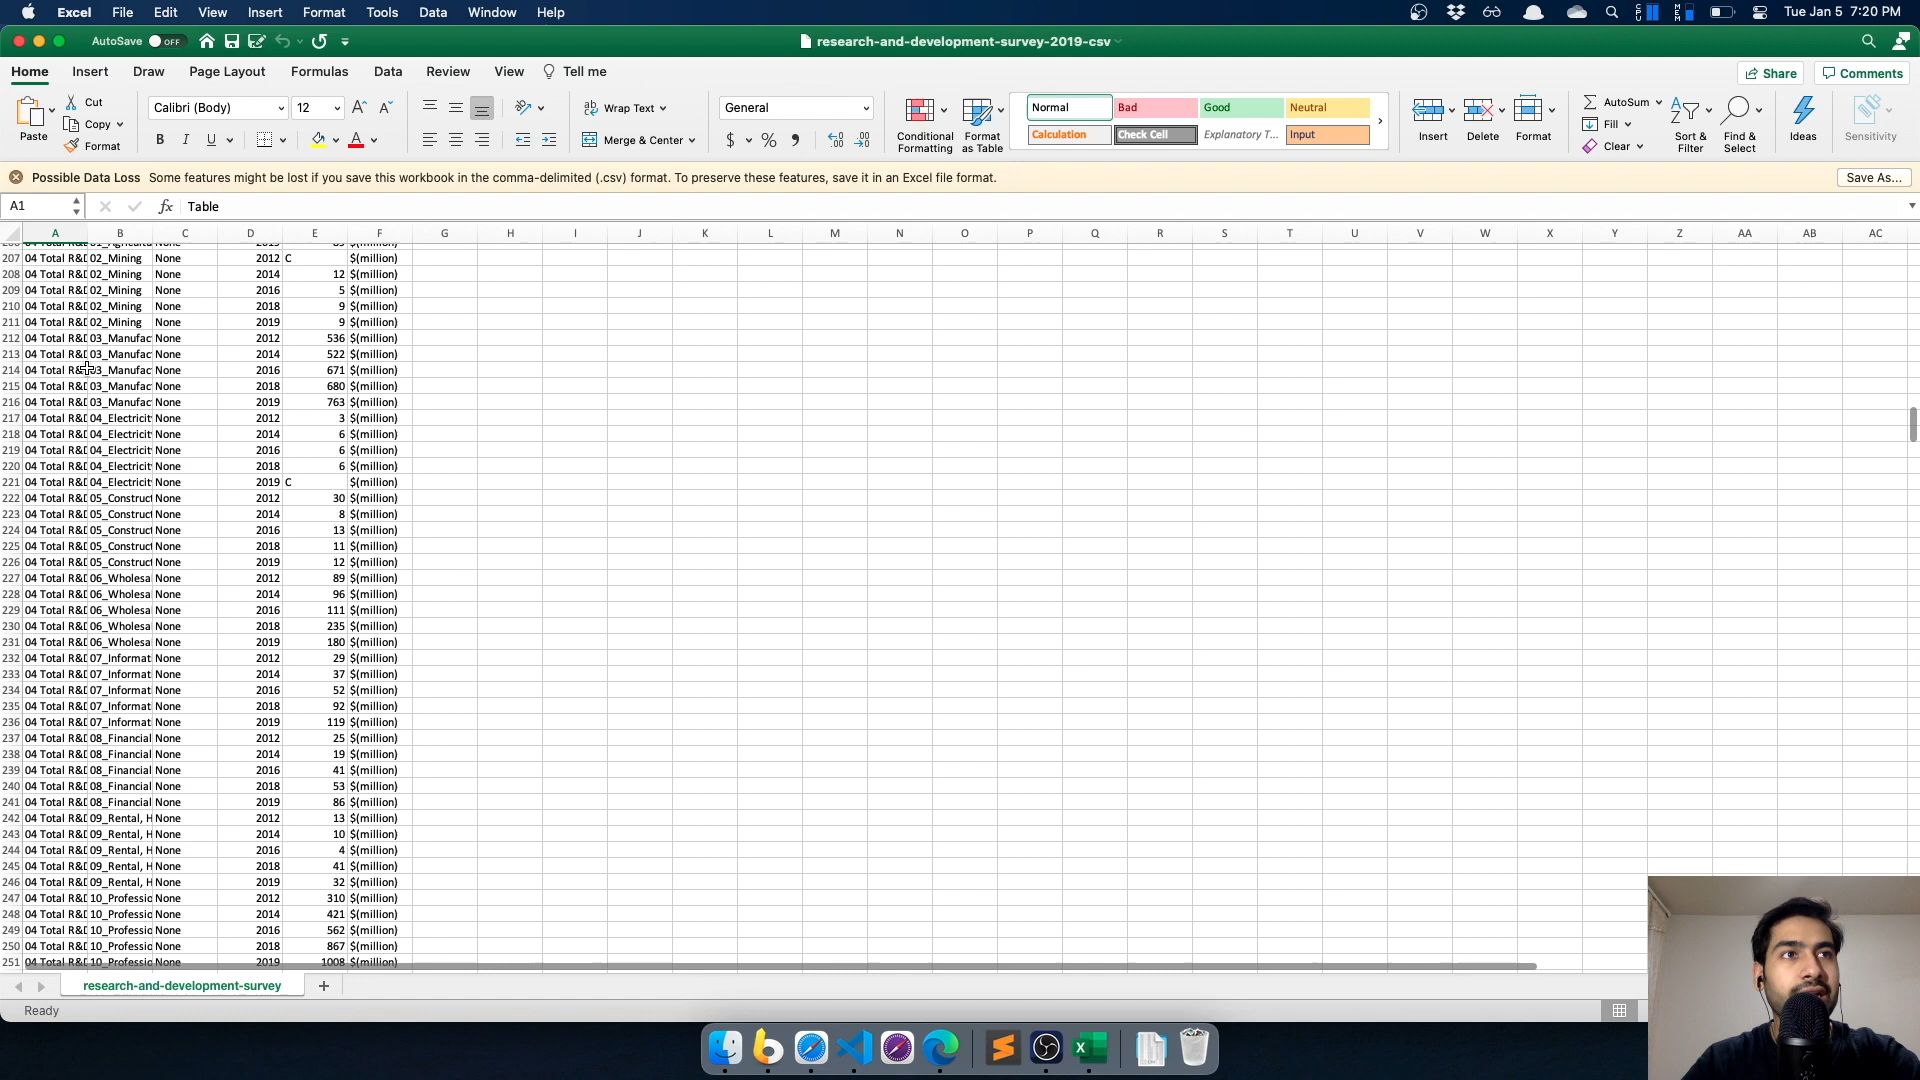 Excel File Edit View Insert Format Tools Data Window Help Tue Jan 5 7:20 PM
AutoSave OFF research-and-development-survey-2019-csv
Home Insert Draw Page Layout Formulas Data Review View Tell me Share Comments
Paste Cut Copy Format
Calibri (Body) 12 Wrap Text Merge & Center General
Conditional Formatting Format as Table
Normal Bad Good Neutral
Calculation Check Cell Explanatory T... Input
Insert Delete Format AutoSum Fill Clear Sort & Filter Find & Select Ideas Sensitivity
Possible Data Loss Some features might be lost if you save this workbook in the comma-delimited (.csv) format. To preserve these features, save it in an Excel file format. Save As...
A1 fx Table
A B C D E F G H I J K L M N O P Q R S T U V W X Y Z AA AB AC
207 04 Total R&D 02_Mining None 2012 C $(million)
208 04 Total R&D 02_Mining None 2014 12 $(million)
209 04 Total R&D 02_Mining None 2016 5 $(million)
210 04 Total R&D 02_Mining None 2018 9 $(million)
211 04 Total R&D 02_Mining None 2019 9 $(million)
212 04 Total R&D 03_Manufac None 2012 536 $(million)
213 04 Total R&D 03_Manufac None 2014 522 $(million)
214 04 Total R& 03_Manufac None 2016 671 $(million)
215 04 Total R&D 03_Manufac None 2018 680 $(million)
216 04 Total R&D 03_Manufac None 2019 763 $(million)
217 04 Total R&D 04_Electricit None 2012 3 $(million)
218 04 Total R&D 04_Electricit None 2014 6 $(million)
219 04 Total R&D 04_Electricit None 2016 6 $(million)
220 04 Total R&D 04_Electricit None 2018 6 $(million)
221 04 Total R&D 04_Electricit None 2019 C $(million)
222 04 Total R&D 05_Construct None 2012 30 $(million)
223 04 Total R&D 05_Construct None 2014 8 $(million)
224 04 Total R&D 05_Construct None 2016 13 $(million)
225 04 Total R&D 05_Construct None 2018 11 $(million)
226 04 Total R&D 05_Construct None 2019 12 $(million)
227 04 Total R&D 06_Wholesa None 2012 89 $(million)
228 04 Total R&D 06_Wholesa None 2014 96 $(million)
229 04 Total R&D 06_Wholesa None 2016 111 $(million)
230 04 Total R&D 06_Wholesa None 2018 235 $(million)
231 04 Total R&D 06_Wholesa None 2019 180 $(million)
232 04 Total R&D 07_Informat None 2012 29 $(million)
233 04 Total R&D 07_Informat None 2014 37 $(million)
234 04 Total R&D 07_Informat None 2016 52 $(million)
235 04 Total R&D 07_Informat None 2018 92 $(million)
236 04 Total R&D 07_Informat None 2019 119 $(million)
237 04 Total R&D 08_Financial None 2012 25 $(million)
238 04 Total R&D 08_Financial None 2014 19 $(million)
239 04 Total R&D 08_Financial None 2016 41 $(million)
240 04 Total R&D 08_Financial None 2018 53 $(million)
241 04 Total R&D 08_Financial None 2019 86 $(million)
242 04 Total R&D 09_Rental, H None 2012 13 $(million)
243 04 Total R&D 09_Rental, H None 2014 10 $(million)
244 04 Total R&D 09_Rental, H None 2016 4 $(million)
245 04 Total R&D 09_Rental, H None 2018 41 $(million)
246 04 Total R&D 09_Rental, H None 2019 32 $(million)
247 04 Total R&D 10_Professio None 2012 310 $(million)
248 04 Total R&D 10_Professio None 2014 421 $(million)
249 04 Total R&D 10_Professio None 2016 562 $(million)
250 04 Total R&D 10_Professio None 2018 867 $(million)
251 04 Total R&D 10_Professio None 2019 1008 $(million)
research-and-development-survey
Ready